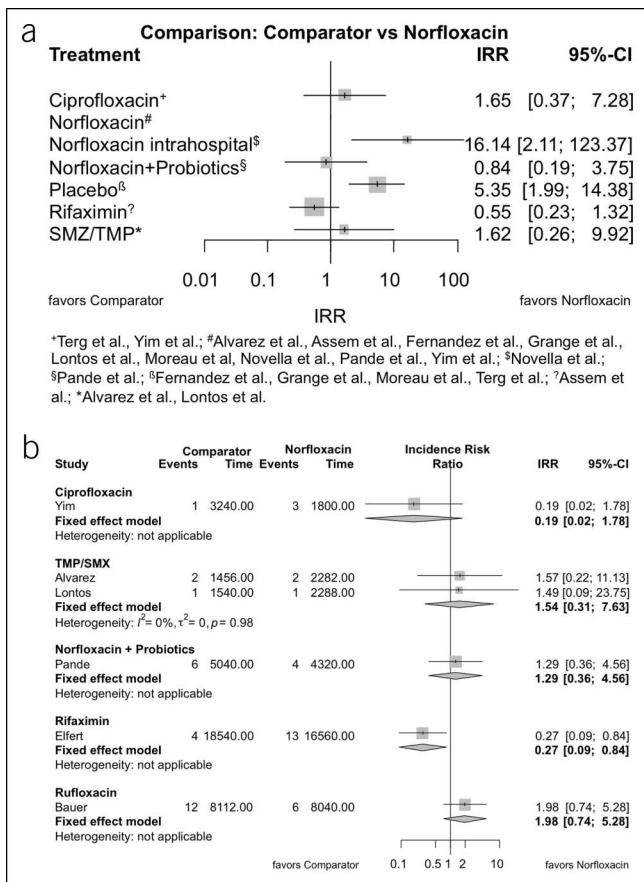 a
Comparison: Comparator vs Norfloxacin
Treatment IRR 95%-CI
Ciprofloxacin+ 1.65 [0.37; 7.28]
Norfloxacin#
Norfloxacin intrahospital$ 16.14 [2.11; 123.37]
Norfloxacin+Probiotics§ 0.84 [0.19; 3.75]
Placeboß 5.35 [1.99; 14.38]
Rifaximin? 0.55 [0.23; 1.32]
SMZ/TMP* 1.62 [0.26; 9.92]
0.01 0.1 1 10 100
favors Comparator IRR favors Norfloxacin
+Terg et al., Yim et al.; #Alvarez et al., Assem et al., Fernandez et al., Grange et al.,
Lontos et al., Moreau et al, Novella et al., Pande et al., Yim et al.; $Novella et al.;
§Pande et al.; ßFernandez et al., Grange et al., Moreau et al., Terg et al.; ?Assem et
al.; *Alvarez et al., Lontos et al.
b
Comparator Norfloxacin Incidence Risk
Study Events Time Events Time Ratio IRR 95%-CI
Ciprofloxacin
Yim 1 3240.00 3 1800.00 0.19 [0.02; 1.78]
Fixed effect model 0.19 [0.02; 1.78]
Heterogeneity: not applicable
TMP/SMX
Alvarez 2 1456.00 2 2282.00 1.57 [0.22; 11.13]
Lontos 1 1540.00 1 2288.00 1.49 [0.09; 23.75]
Fixed effect model 1.54 [0.31; 7.63]
Heterogeneity: I² = 0%, τ² = 0, p = 0.98
Norfloxacin + Probiotics
Pande 6 5040.00 4 4320.00 1.29 [0.36; 4.56]
Fixed effect model 1.29 [0.36; 4.56]
Heterogeneity: not applicable
Rifaximin
Elfert 4 18540.00 13 16560.00 0.27 [0.09; 0.84]
Fixed effect model 0.27 [0.09; 0.84]
Heterogeneity: not applicable
Rufloxacin
Bauer 12 8112.00 6 8040.00 1.98 [0.74; 5.28]
Fixed effect model 1.98 [0.74; 5.28]
Heterogeneity: not applicable
favors Comparator 0.1 0.5 1 2 10 favors Norfloxacin